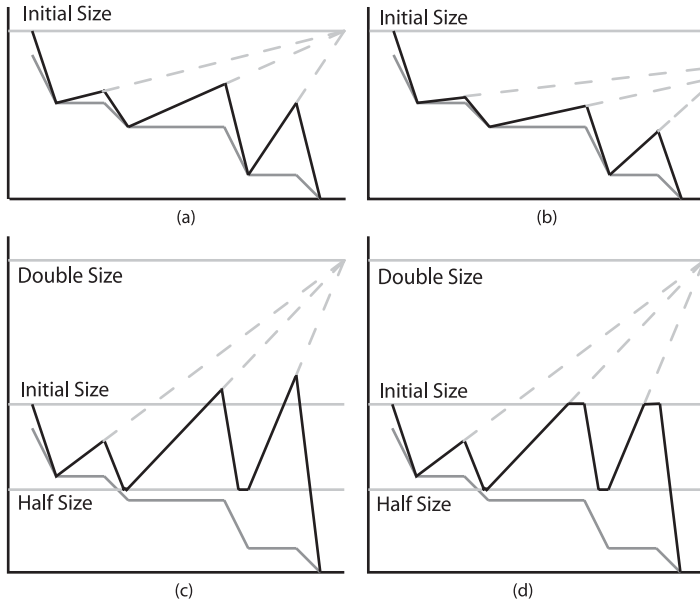 Initial Size
Initial Size
(a)
(b)
Double Size
Double Size
Initial Size
Initial Size
Half Size
Half Size
(c)
(d)